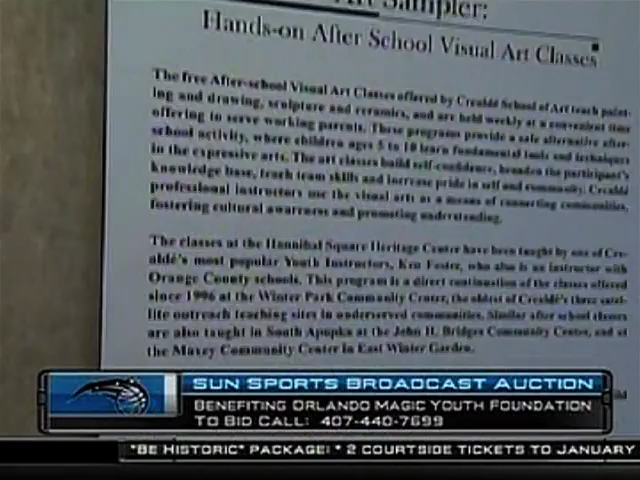 Art Sampler:
Hands-on After School Visual Art Classes
The free After-school Visual Art Classes offered by Crealdé School of Art teach paint-
ing and drawing, sculpture and ceramics, and are held weekly at a convenient time
offering to serve working parents. These programs provide a safe alternative after-
school activity, where children ages 5 to 18 learn fundamental tools and techniques
in the expressive arts. The art classes build self-confidence, broaden the participant's
knowledge base, teach team skills and increase pride in self and community. Crealdé
professional instructors use the visual arts as a means of connecting communities,
fostering cultural awareness and promoting understanding.
The classes at the Hannibal Square Heritage Center have been taught by one of Cre-
aldé's most popular Youth Instructors, Ken Foster, who also is an instructor with
Orange County schools. This program is a direct continuation of the classes offered
since 1996 at the Winter Park Community Center, the oldest of Crealdé's three satel-
lite outreach teaching sites in underserved communities. Similar after school classes
are also taught in South Apopka at the John H. Bridges Community Center, and at
the Maxey Community Center in East Winter Garden.
SUN SPORTS BROADCAST AUCTION
BENEFITING ORLANDO MAGIC YOUTH FOUNDATION
TO BID CALL: 407-440-7699
"BE HISTORIC" PACKAGE! * 2 COURTSIDE TICKETS TO JANUARY